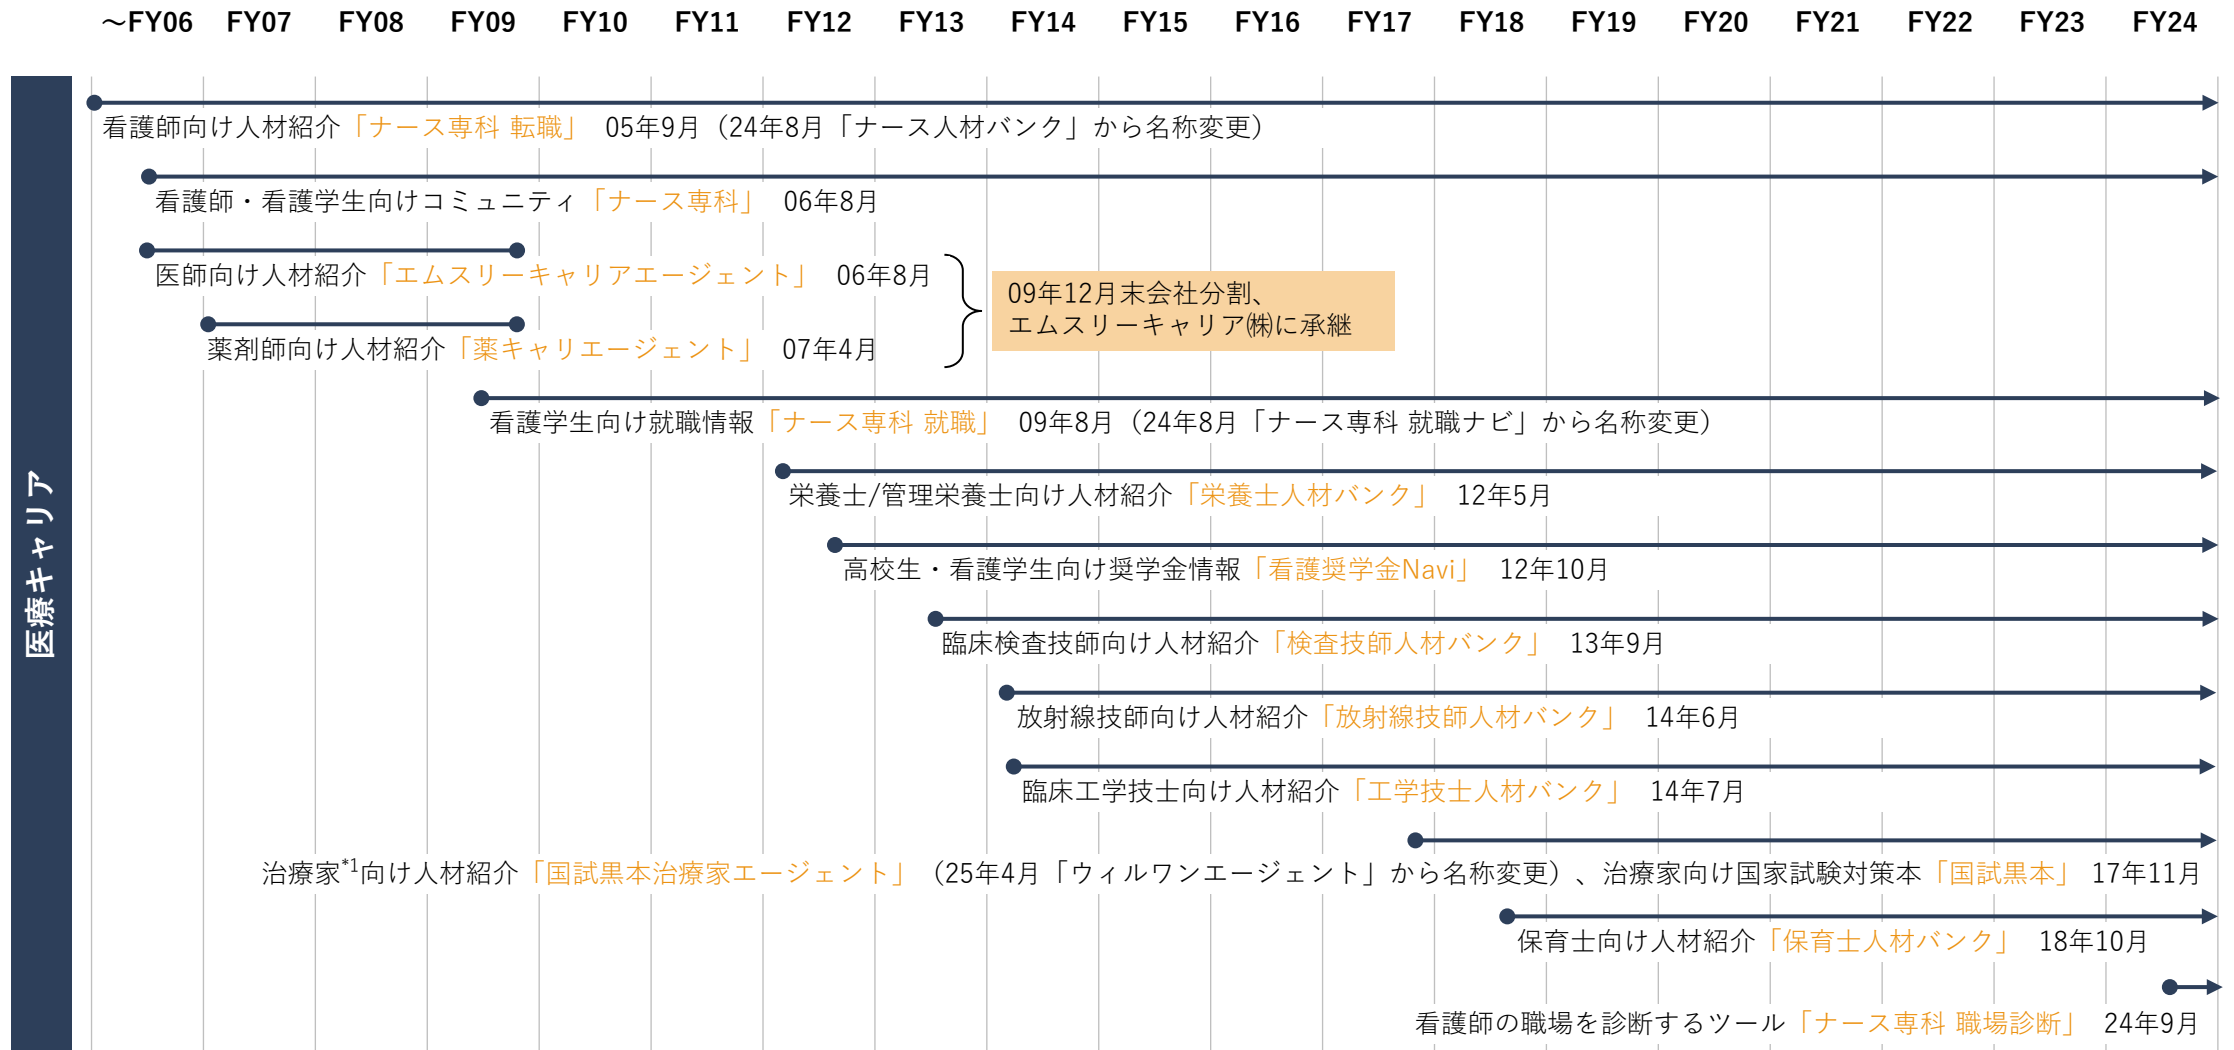 ～FY06 FY07 FY08 FY09 FY10 FY11 FY12 FY13 FY14 FY15 FY16 FY17 FY18 FY19 FY20 FY21 FY22 FY23 FY24
医療キャリア
看護師向け人材紹介「ナース専科 転職」 05年9月（24年8月「ナース人材バンク」から名称変更）
看護師・看護学生向けコミュニティ「ナース専科」 06年8月
医師向け人材紹介「エムスリーキャリアエージェント」 06年8月
薬剤師向け人材紹介「薬キャリエージェント」 07年4月
09年12月末会社分割、
エムスリーキャリア㈱に承継
看護学生向け就職情報「ナース専科 就職」 09年8月（24年8月「ナース専科 就職ナビ」から名称変更）
栄養士/管理栄養士向け人材紹介「栄養士人材バンク」 12年5月
高校生・看護学生向け奨学金情報「看護奨学金Navi」 12年10月
臨床検査技師向け人材紹介「検査技師人材バンク」 13年9月
放射線技師向け人材紹介「放射線技師人材バンク」 14年6月
臨床工学技士向け人材紹介「工学技士人材バンク」 14年7月
治療家*1向け人材紹介「国試黒本治療家エージェント」（25年4月「ウィルワンエージェント」から名称変更）、治療家向け国家試験対策本「国試黒本」 17年11月
保育士向け人材紹介「保育士人材バンク」 18年10月
看護師の職場を診断するツール「ナース専科 職場診断」 24年9月